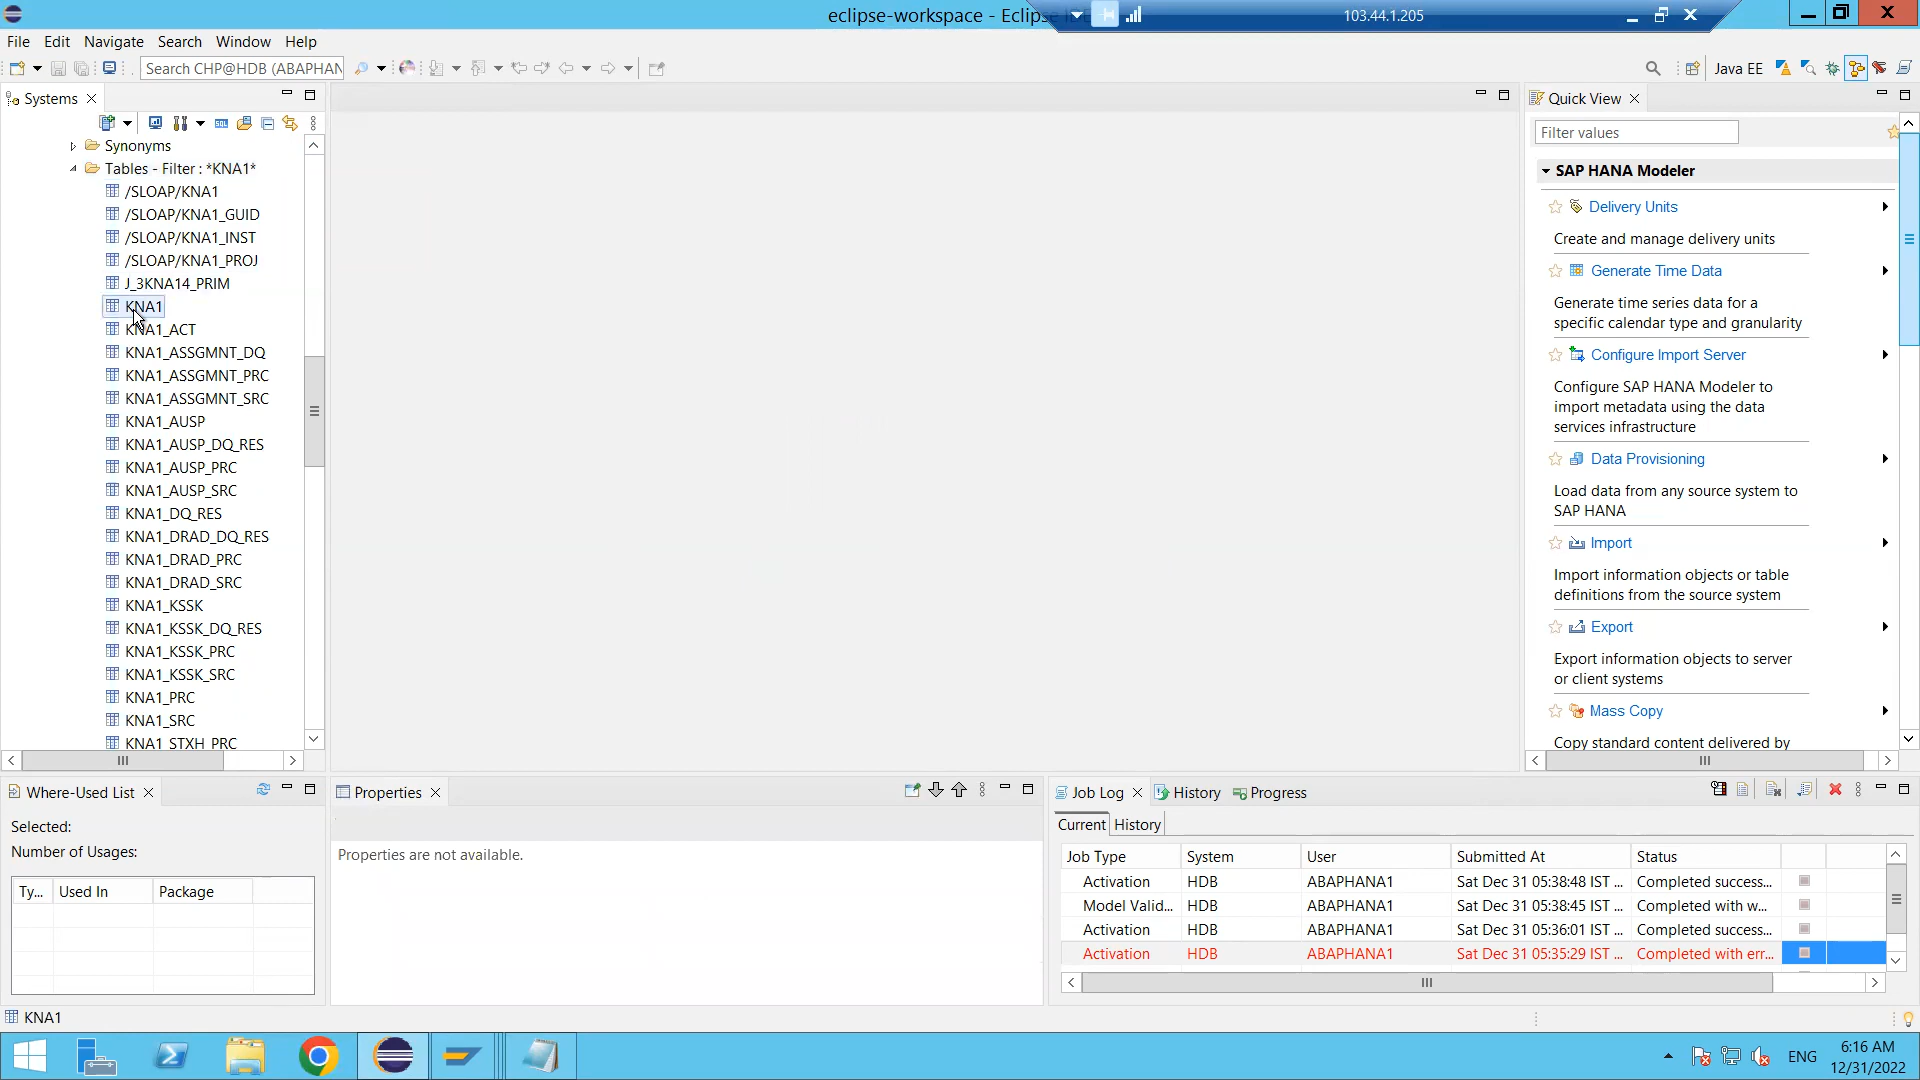 eclipse-workspace - Eclipse IDE
103.44.1.205
File Edit Navigate Search Window Help
Search CHP@HDB (ABAPHAN
Java EE
Systems
Synonyms
Tables - Filter : *KNA1*
/SLOAP/KNA1
/SLOAP/KNA1_GUID
/SLOAP/KNA1_INST
/SLOAP/KNA1_PROJ
J_3KNA14_PRIM
KNA1
KNA1_ACT
KNA1_ASSGMNT_DQ
KNA1_ASSGMNT_PRC
KNA1_ASSGMNT_SRC
KNA1_AUSP
KNA1_AUSP_DQ_RES
KNA1_AUSP_PRC
KNA1_AUSP_SRC
KNA1_DQ_RES
KNA1_DRAD_DQ_RES
KNA1_DRAD_PRC
KNA1_DRAD_SRC
KNA1_KSSK
KNA1_KSSK_DQ_RES
KNA1_KSSK_PRC
KNA1_KSSK_SRC
KNA1_PRC
KNA1_SRC
KNA1_STXH_PRC
Quick View
Filter values
SAP HANA Modeler
Delivery Units
Create and manage delivery units
Generate Time Data
Generate time series data for a
specific calendar type and granularity
Configure Import Server
Configure SAP HANA Modeler to
import metadata using the data
services infrastructure
Data Provisioning
Load data from any source system to
SAP HANA
Import
Import information objects or table
definitions from the source system
Export
Export information objects to server
or client systems
Mass Copy
Copy standard content delivered by
Where-Used List
Selected:
Number of Usages:
Ty... Used In Package
Properties
Properties are not available.
Job Log History Progress
Current History
Job Type System User Submitted At Status
Activation HDB ABAPHANA1 Sat Dec 31 05:38:48 IST ... Completed success...
Model Valid... HDB ABAPHANA1 Sat Dec 31 05:38:45 IST ... Completed with w...
Activation HDB ABAPHANA1 Sat Dec 31 05:36:01 IST ... Completed success...
Activation HDB ABAPHANA1 Sat Dec 31 05:35:29 IST ... Completed with err...
KNA1
ENG
6:16 AM
12/31/2022